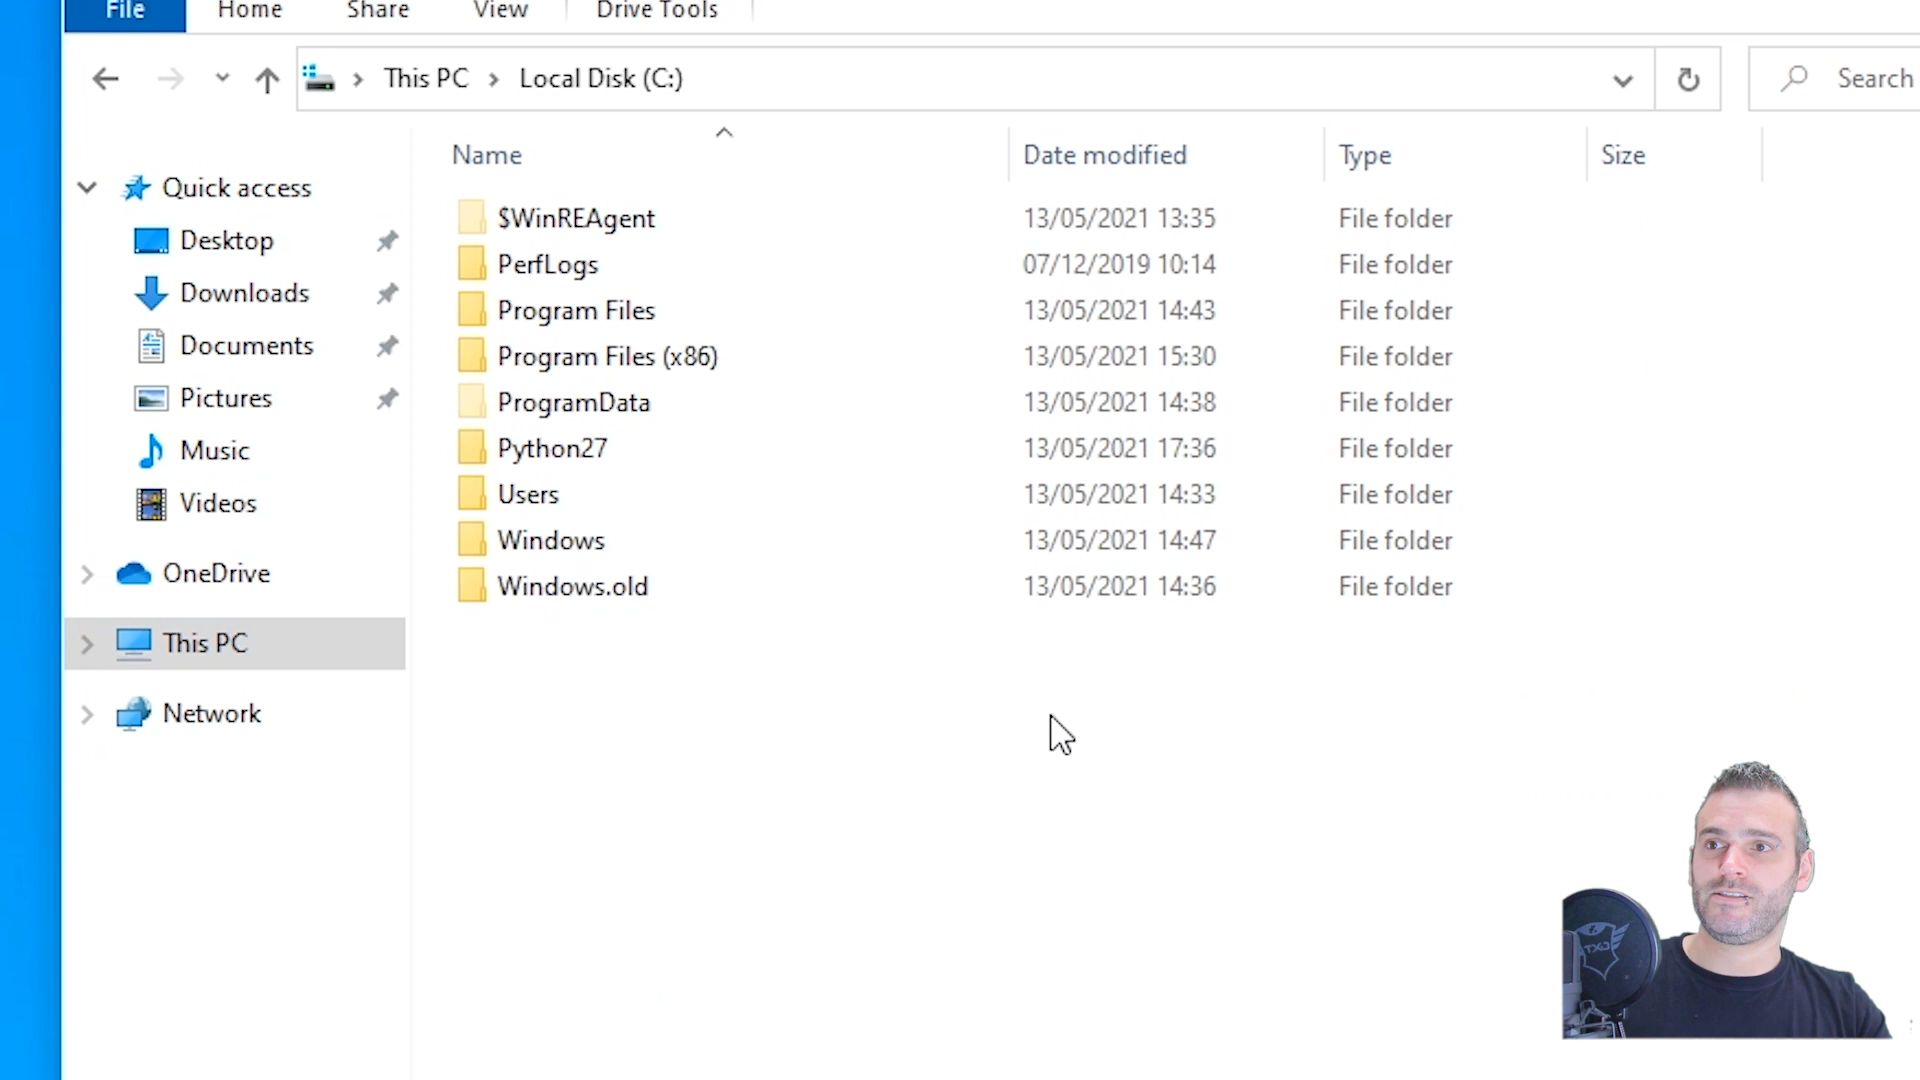 File Home Share View Drive Tools
This PC Local Disk (C:) Search
Name Date modified Type Size
Quick access
Desktop
Downloads
Documents
Pictures
Music
Videos
OneDrive
This PC
Network
$WinREAgent 13/05/2021 13:35 File folder
PerfLogs 07/12/2019 10:14 File folder
Program Files 13/05/2021 14:43 File folder
Program Files (x86) 13/05/2021 15:30 File folder
ProgramData 13/05/2021 14:38 File folder
Python27 13/05/2021 17:36 File folder
Users 13/05/2021 14:33 File folder
Windows 13/05/2021 14:47 File folder
Windows.old 13/05/2021 14:36 File folder